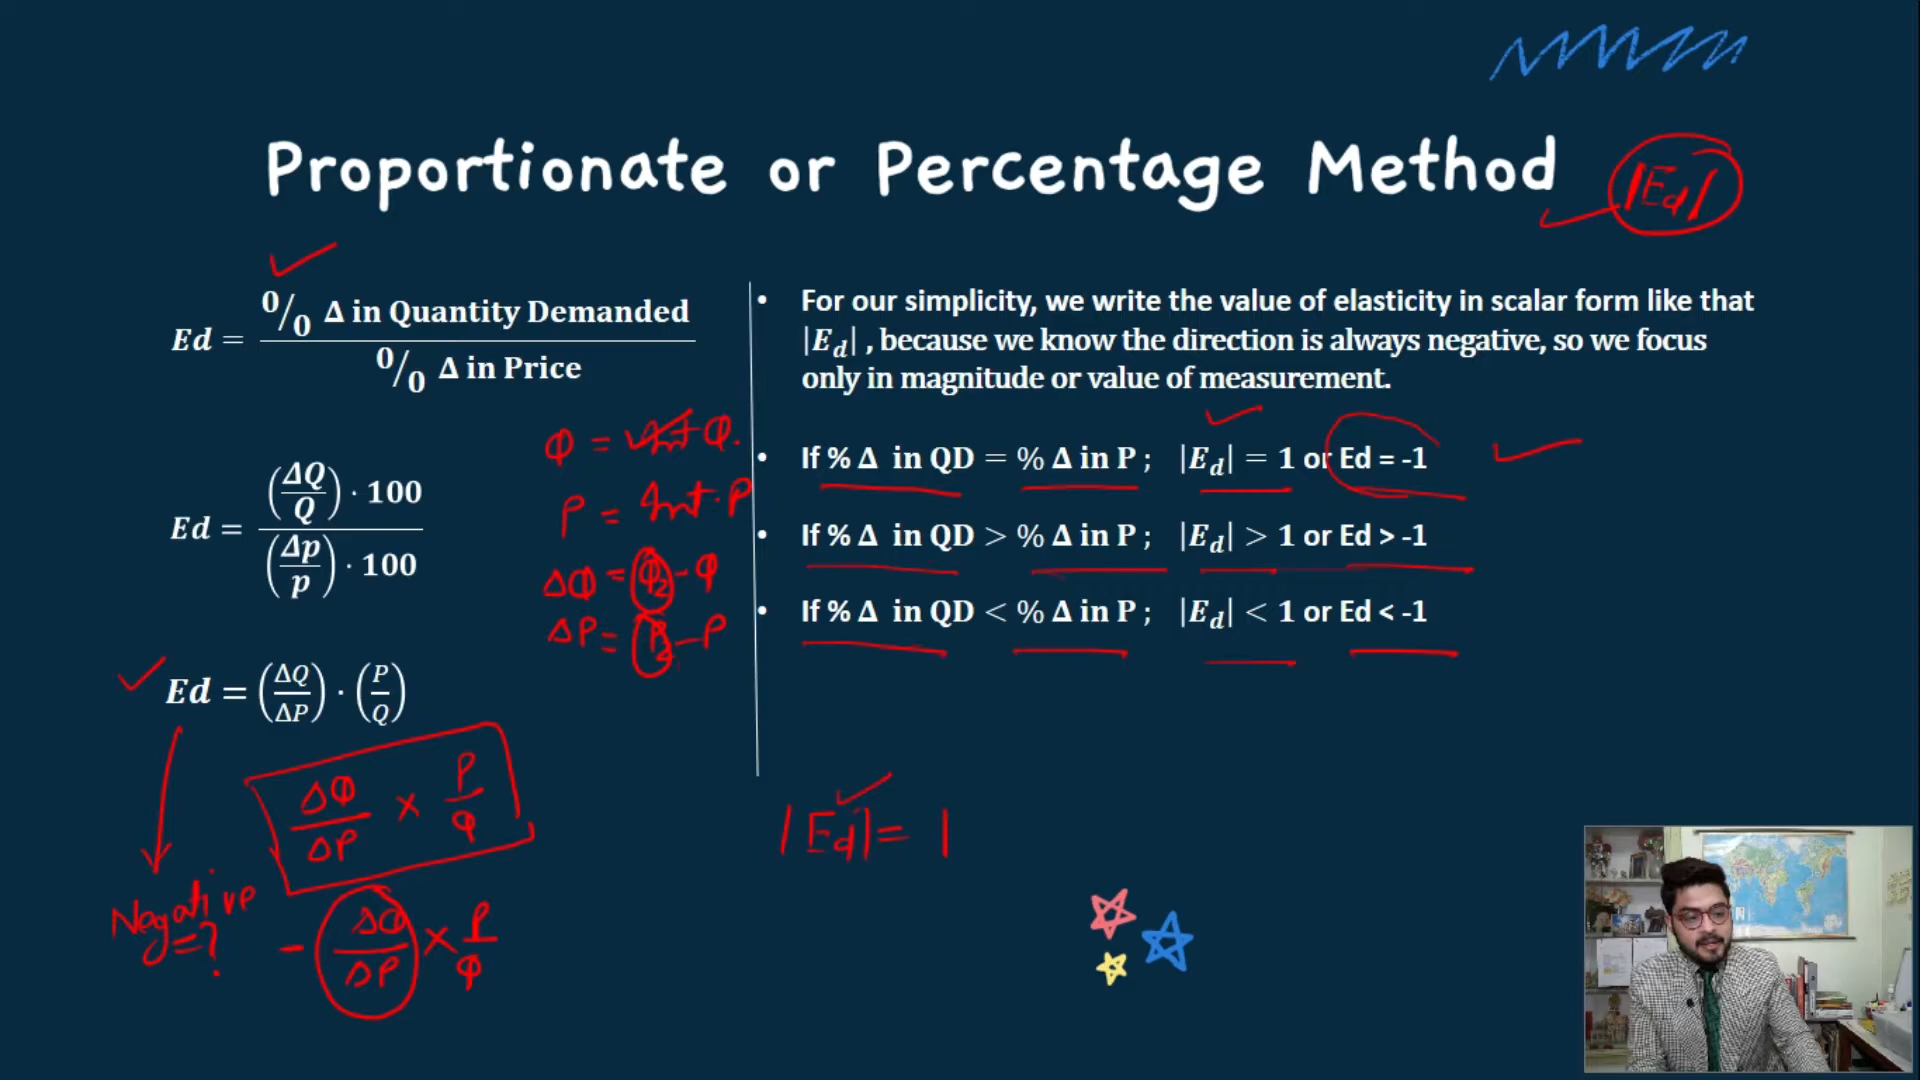 Proportionate or Percentage Method
|Ed|
Ed = % Δ in Quantity Demanded / % Δ in Price
Ed = (ΔQ/Q) · 100 / (Δp/p) · 100
Ed = (ΔQ/ΔP) · (P/Q)
Q = Int Q.
P = Int. P
ΔQ = Q2 - Q
ΔP = P2 - P
ΔQ/ΔP × P/Q
Negative = ?
- ΔQ/ΔP × P/Q
• For our simplicity, we write the value of elasticity in scalar form like that
|Ed| , because we know the direction is always negative, so we focus
only in magnitude or value of measurement.
• If % Δ in QD = % Δ in P ; |Ed| = 1 or Ed = -1
• If % Δ in QD > % Δ in P ; |Ed| > 1 or Ed > -1
• If % Δ in QD < % Δ in P ; |Ed| < 1 or Ed < -1
|Ed| = 1